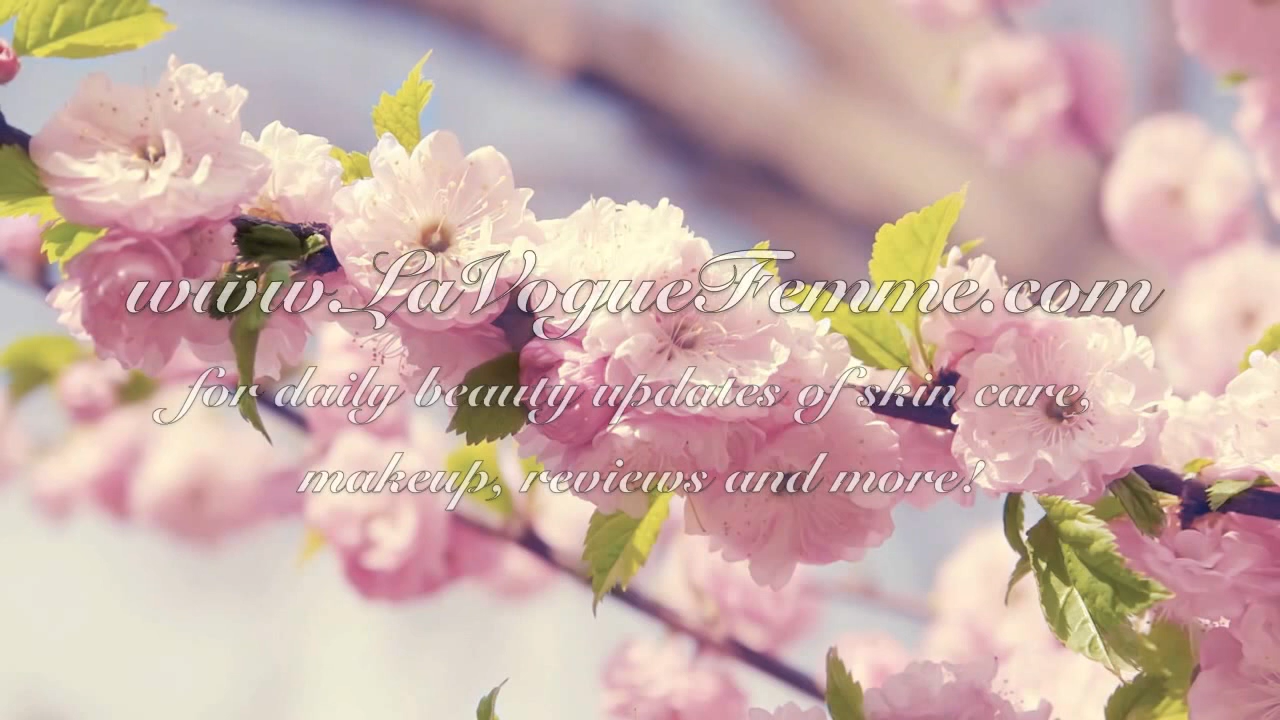 www.LaVogueFemme.com
for daily beauty updates of skin care,
makeup, reviews and more!